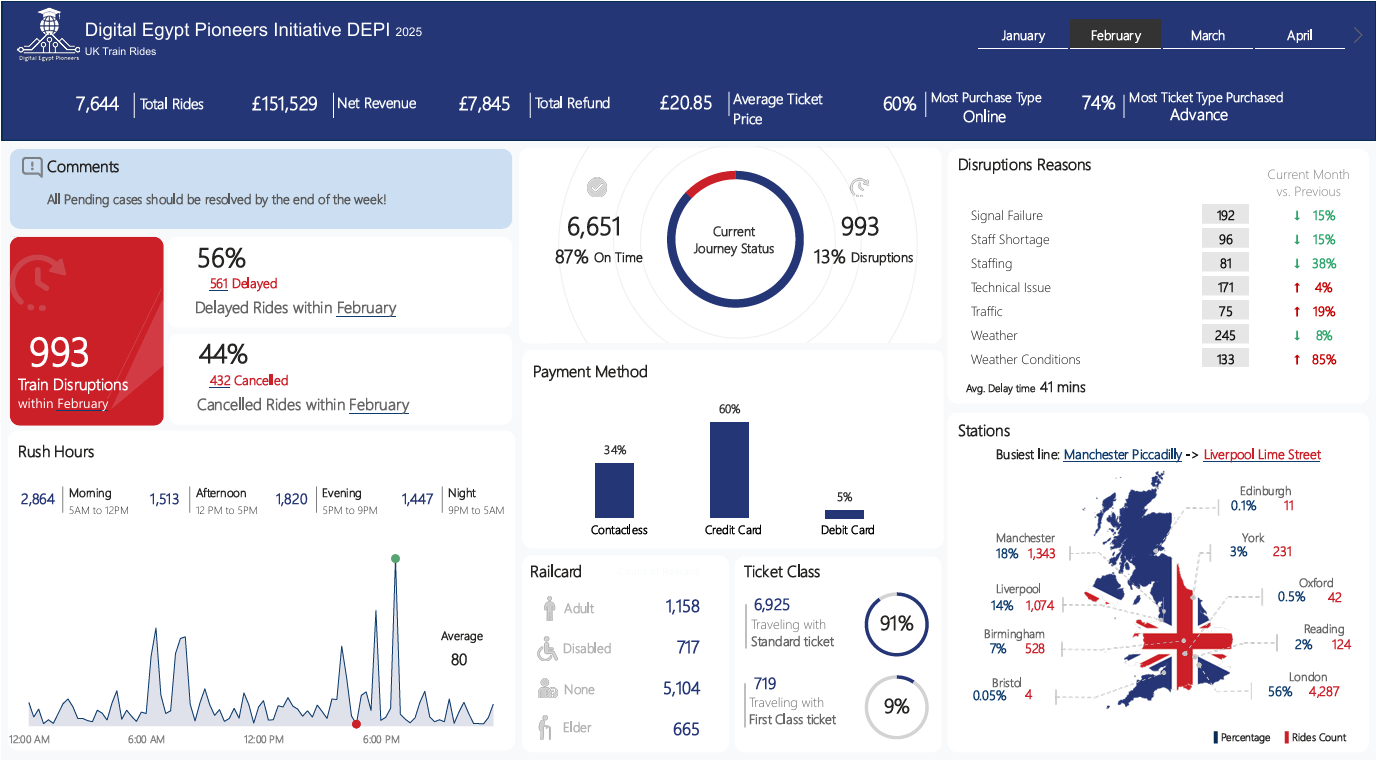 Digital Egypt Pioneers Initiative DEPI 2025
UK Train Rides
Digital Egypt Pioneers
January
February
March
April
7,644 Total Rides
£151,529 Net Revenue
£7,845 Total Refund
£20.85 Average Ticket
Price
60% Most Purchase Type
Online
74% Most Ticket Type Purchased
Advance
Comments
All Pending cases should be resolved by the end of the week!
993
Train Disruptions
within February
56%
561 Delayed
Delayed Rides within February
44%
432 Cancelled
Cancelled Rides within February
6,651
87% On Time
Current
Journey Status
993
13% Disruptions
Disruptions Reasons
Current Month
vs. Previous
Signal Failure 192 ↓ 15%
Staff Shortage 96 ↓ 15%
Staffing 81 ↓ 38%
Technical Issue 171 ↑ 4%
Traffic 75 ↑ 19%
Weather 245 ↓ 8%
Weather Conditions 133 ↑ 85%
Avg. Delay time 41 mins
Rush Hours
2,864 Morning
5AM to 12PM
1,513 Afternoon
12 PM to 5PM
1,820 Evening
5PM to 9PM
1,447 Night
9PM to 5AM
Average
80
12:00 AM
6:00 AM
12:00 PM
6:00 PM
Payment Method
34%
60%
5%
Contactless
Credit Card
Debit Card
Railcard
Adult 1,158
Disabled 717
None 5,104
Elder 665
Ticket Class
6,925
Traveling with
Standard ticket
91%
719
Traveling with
First Class ticket
9%
Stations
Busiest line: Manchester Piccadilly -> Liverpool Lime Street
Edinburgh
0.1% 11
Manchester
18% 1,343
York
3% 231
Liverpool
14% 1,074
Oxford
0.5% 42
Birmingham
7% 528
Reading
2% 124
Bristol
0.05% 4
London
56% 4,287
Percentage
Rides Count